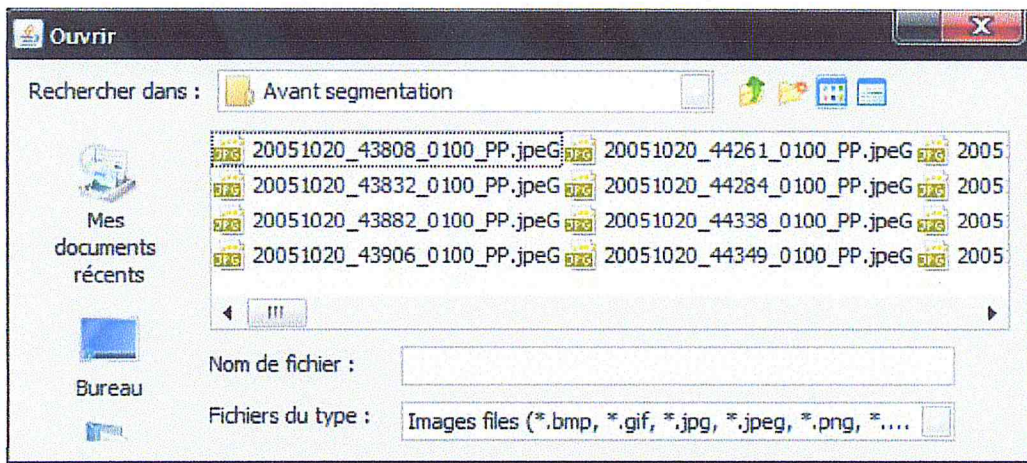 Ouvrir
Rechercher dans : Avant segmentation
20051020_43808_0100_PP.jpeG 20051020_44261_0100_PP.jpeG 2005
20051020_43832_0100_PP.jpeG 20051020_44284_0100_PP.jpeG 2005
20051020_43882_0100_PP.jpeG 20051020_44338_0100_PP.jpeG 2005
20051020_43906_0100_PP.jpeG 20051020_44349_0100_PP.jpeG 2005
Mes
documents
récents
Bureau
Nom de fichier :
Fichiers du type : Images files (*.bmp, *.gif, *.jpg, *.jpeg, *.png, *....